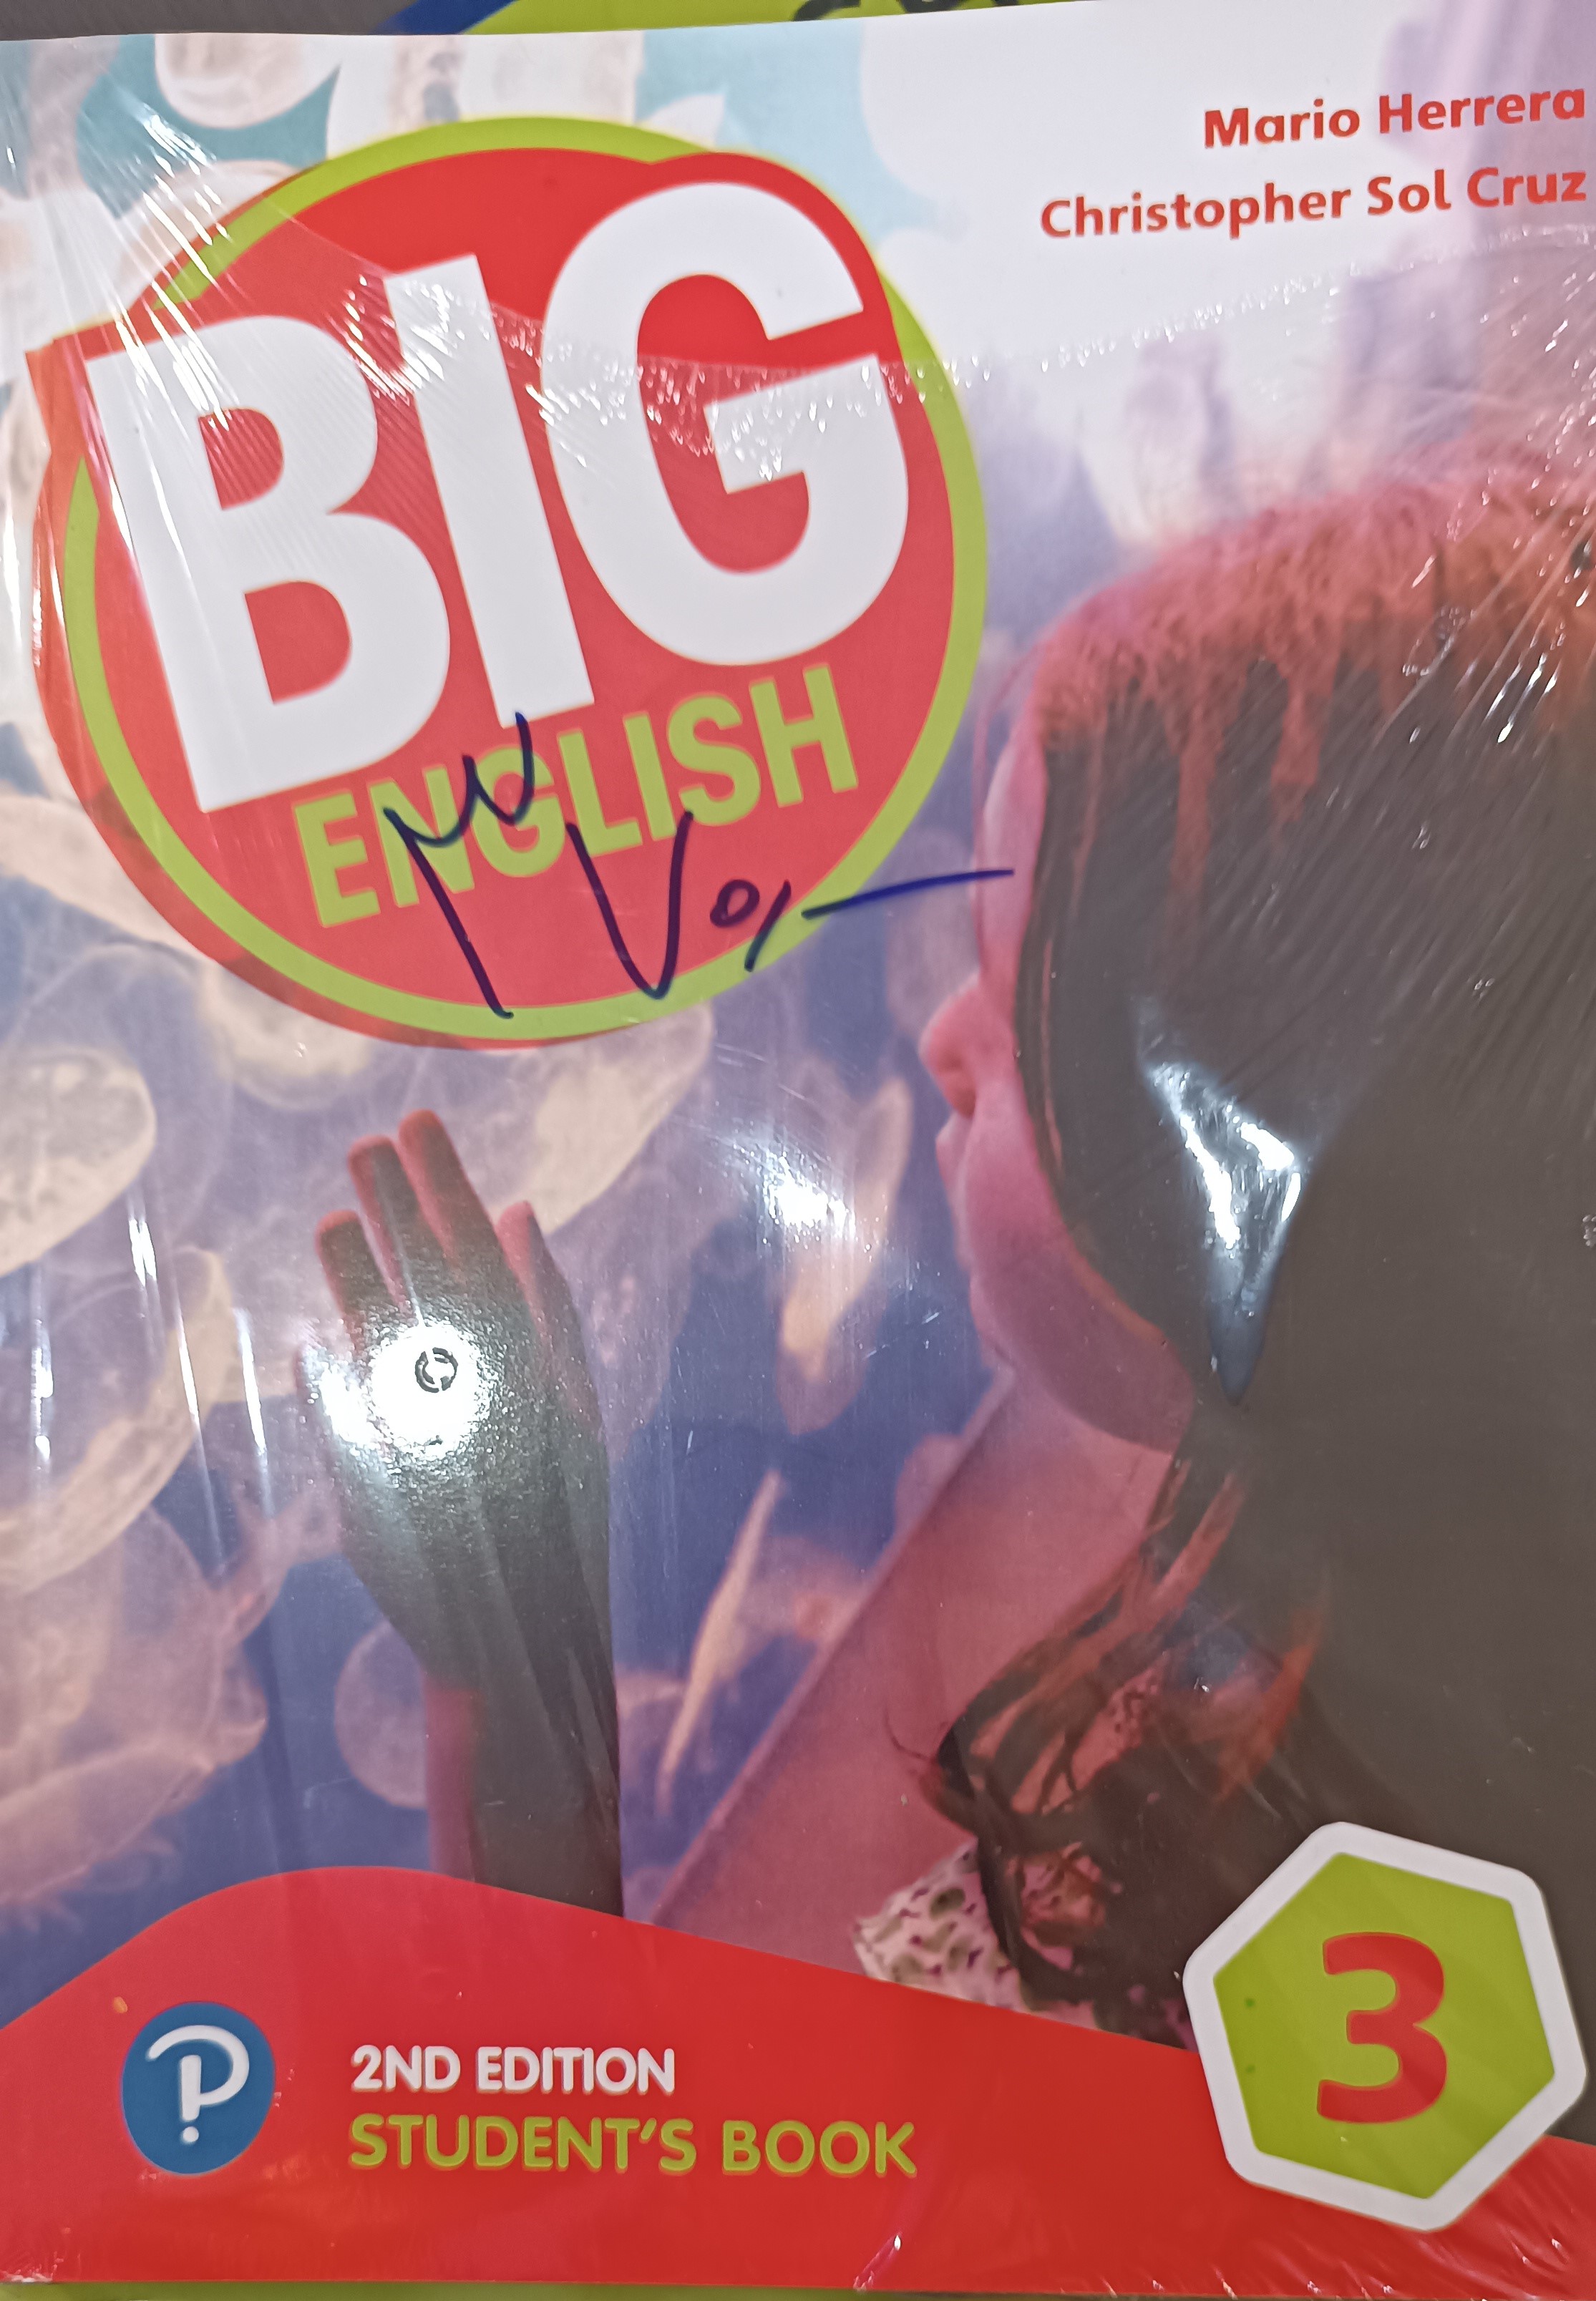 Mario Herrera
Christopher Sol Cruz
BIG
ENGLISH
2ND EDITION
STUDENT'S BOOK
3